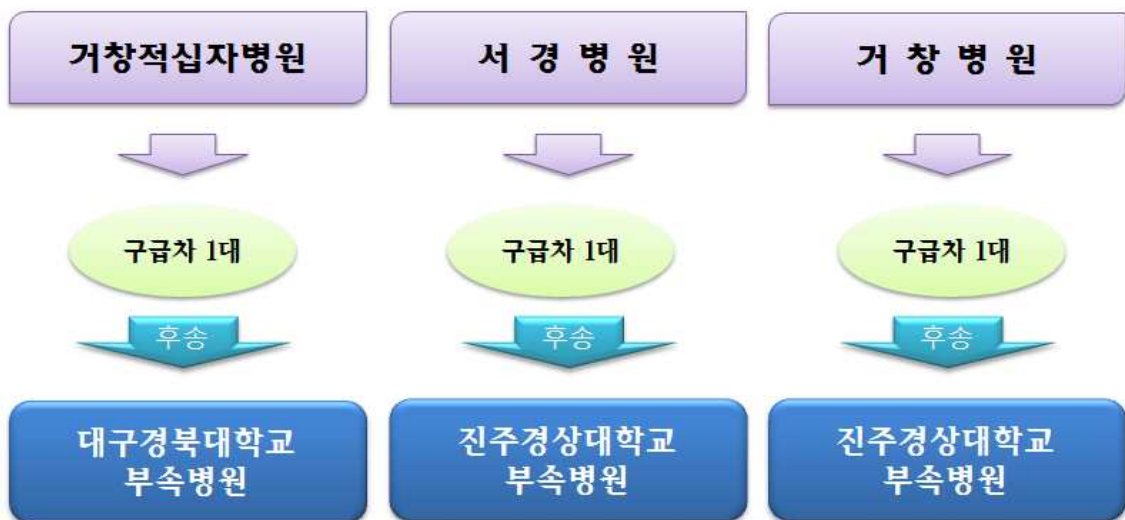 거창적십자병원
서 경 병 원
거 창 병 원
구급차 1대
구급차 1대
구급차 1대
후송
후송
후송
대구경북대학교
부속병원
진주경상대학교
부속병원
진주경상대학교
부속병원